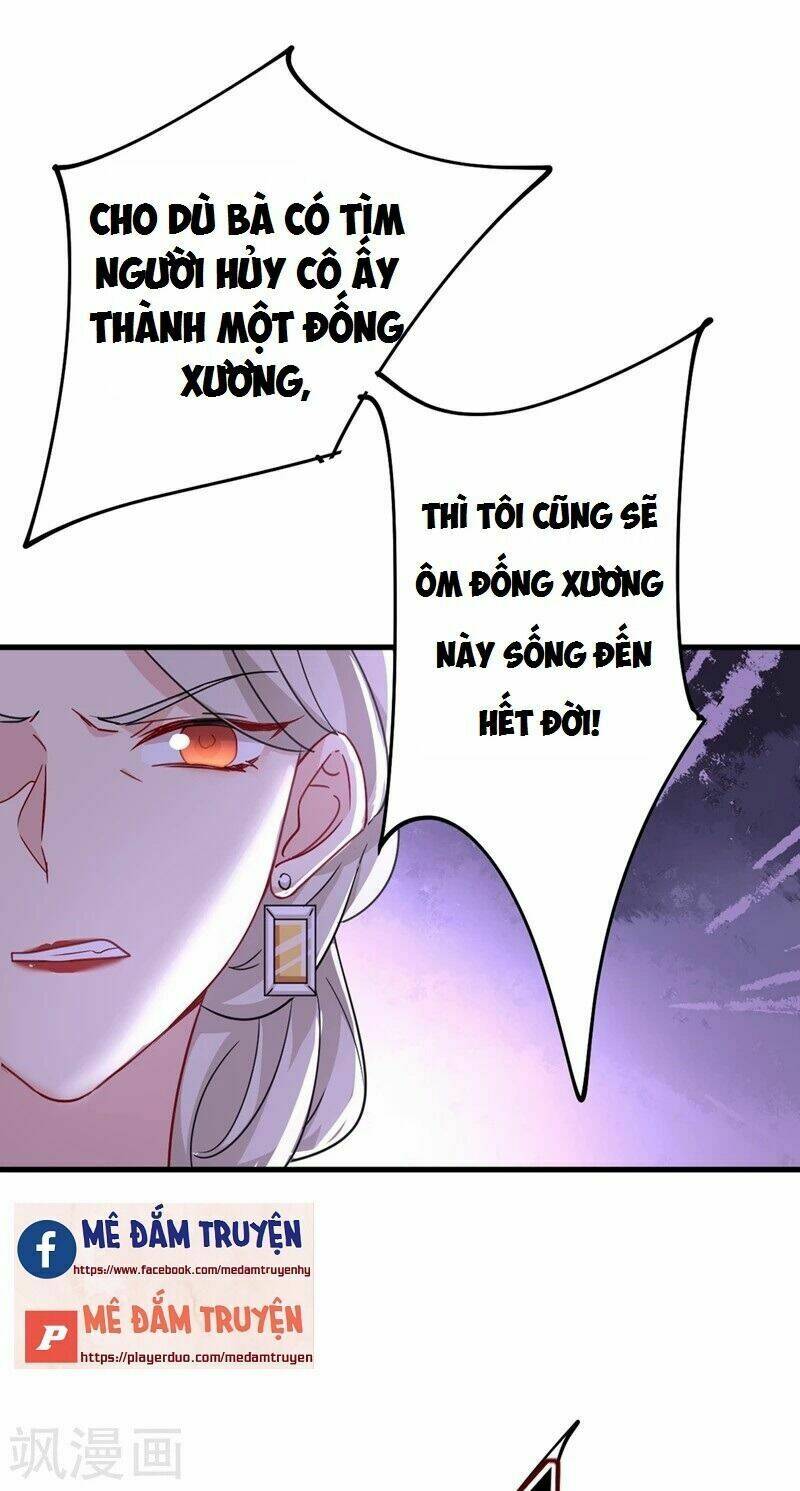 CHO DÙ BÀ CÓ TÌM
NGƯỜI HỦY CÔ ẤY
THÀNH MỘT ĐỐNG
XƯƠNG,
THÌ TÔI CŨNG SẼ
ÔM ĐỐNG XƯƠNG
NÀY SỐNG ĐẾN
HẾT ĐỜI!
f MÊ ĐẮM TRUYỆN
https://www.facebook.com/medamtruyenhy
P MÊ ĐẮM TRUYỆN
https://playerduo.com/medamtruyen
飒漫画